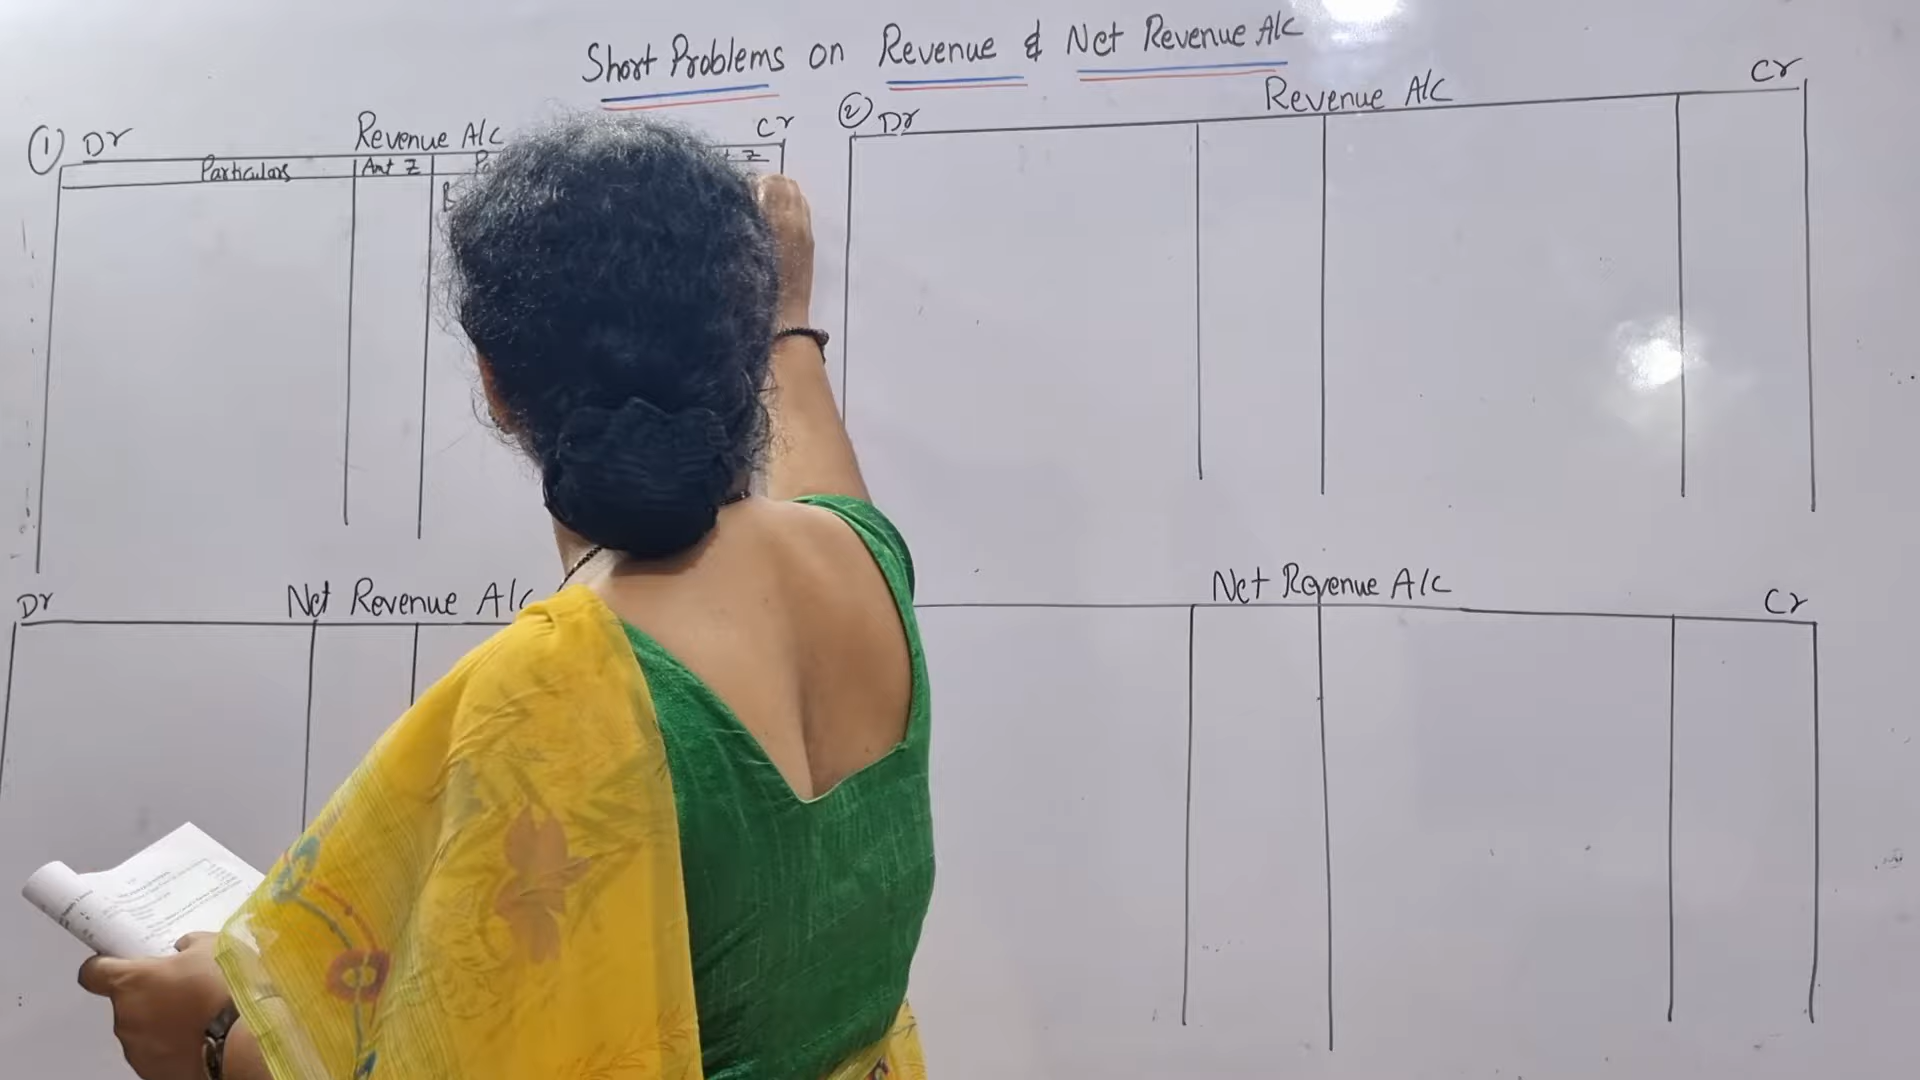 Short Problems on Revenue & Net Revenue A/c
① Dr Revenue A/c Cr
Particulars Amt ₹
② Dr Revenue A/c Cr
Dr Net Revenue A/c
Net Revenue A/c Cr